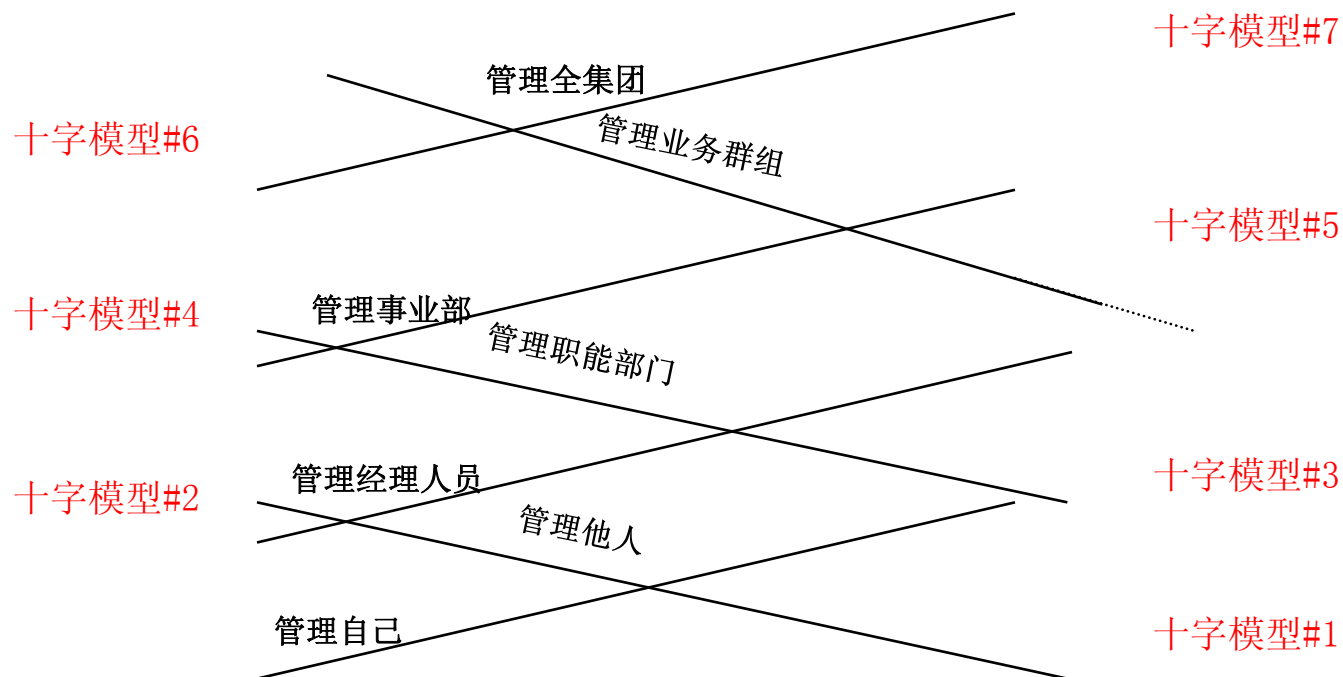 十字模型#7
管理全集团
十字模型#6
管理业务群组
十字模型#5
管理事业部
十字模型#4
管理职能部门
管理经理人员
十字模型#3
十字模型#2
管理他人
管理自己
十字模型#1